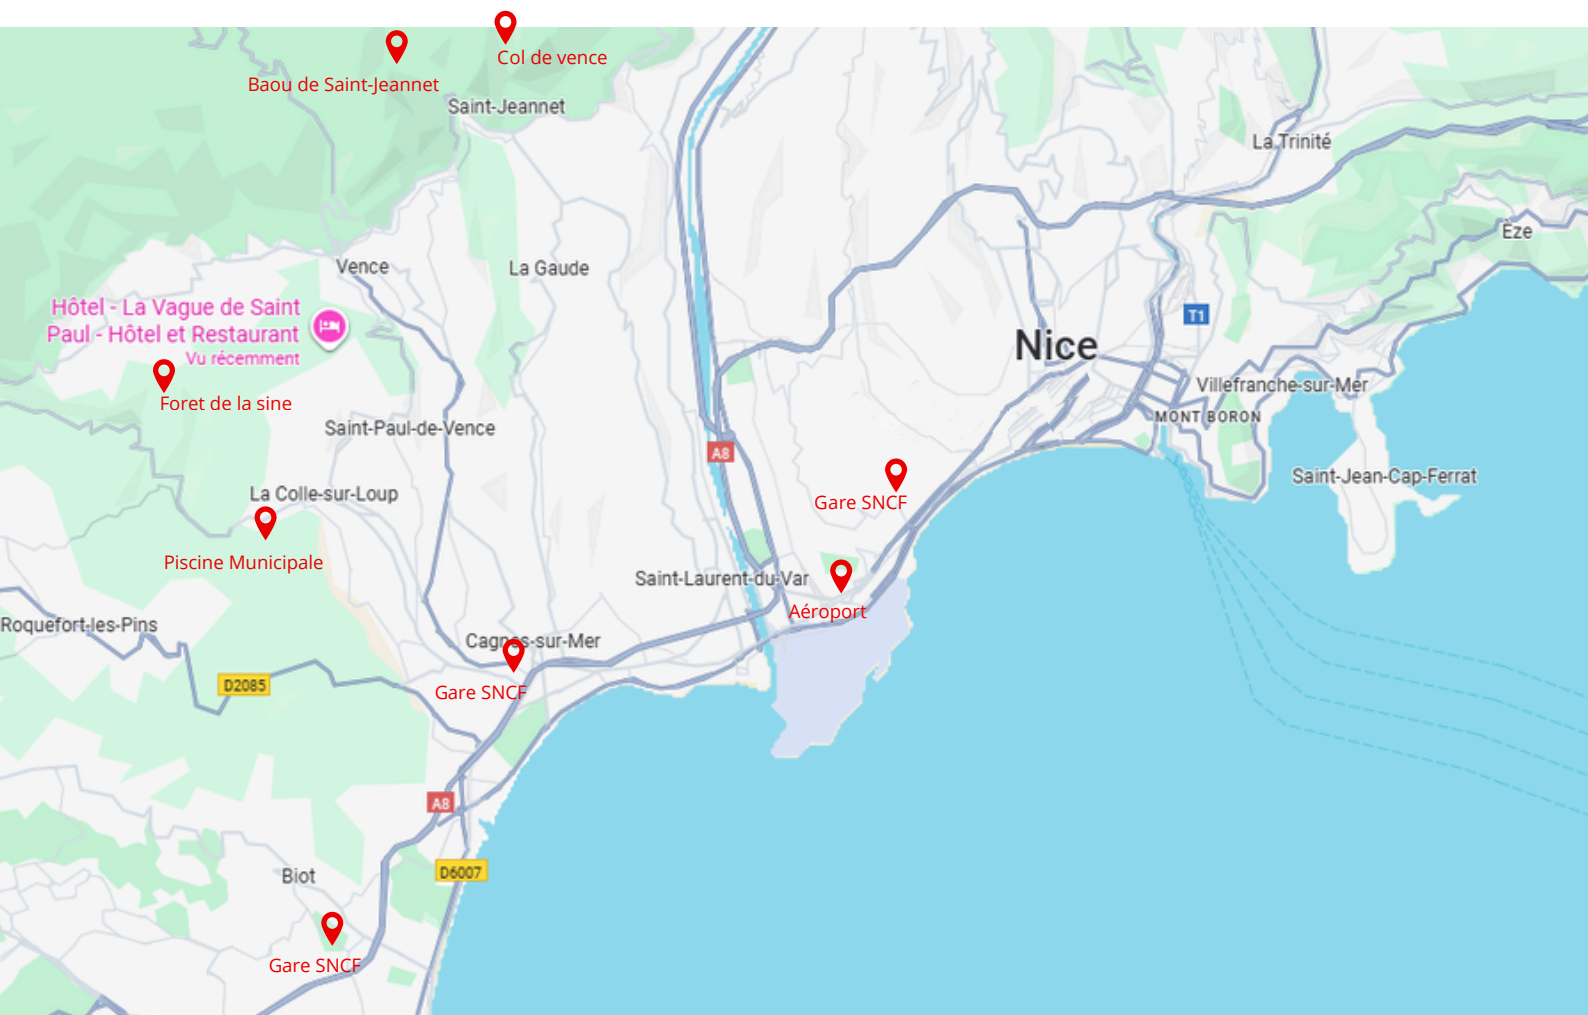 Col de vence
Baou de Saint-Jeannet
Saint-Jeannet
La Trinité
Èze
Vence
La Gaude
Hôtel - La Vague de Saint
Paul - Hôtel et Restaurant
Vu récemment
T1
Nice
Foret de la sine
Villefranche-sur-Mer
MONT BORON
Saint-Paul-de-Vence
A8
Saint-Jean-Cap-Ferrat
La Colle-sur-Loup
Gare SNCF
Piscine Municipale
Saint-Laurent-du-Var
Aéroport
Roquefort-les-Pins
Cagnes-sur-Mer
D2085
Gare SNCF
A8
D6007
Biot
Gare SNCF